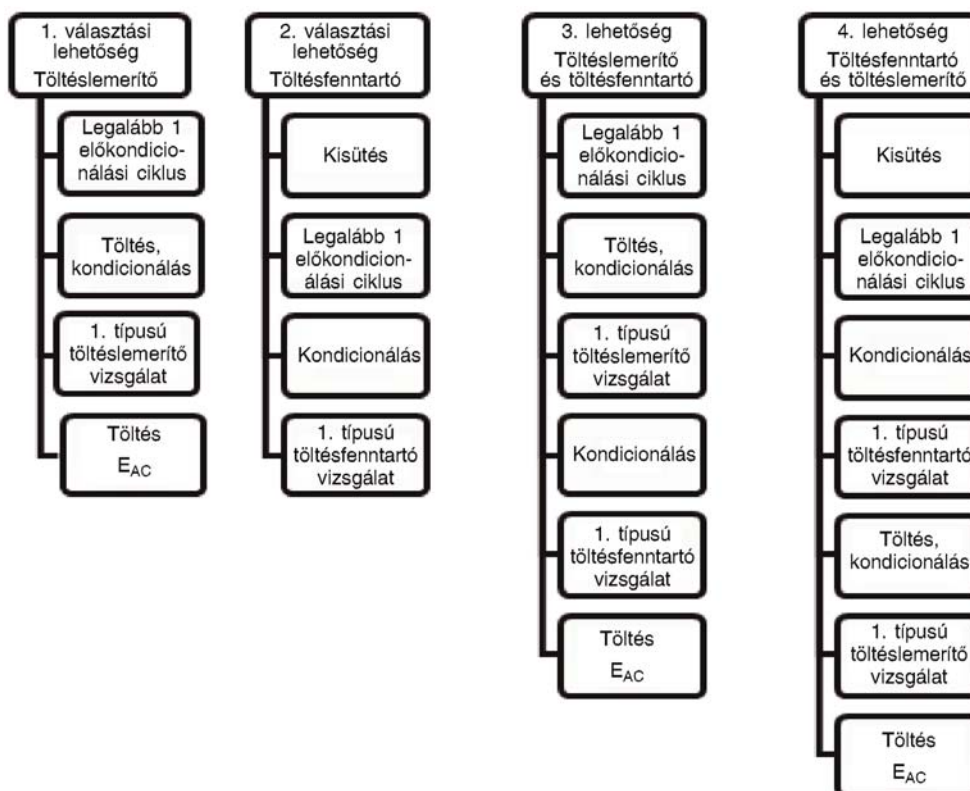 1. választási
lehetőség
Töltéslemerítő
Legalább 1
előkondicio-
nálási ciklus
Töltés,
kondicionálás
1. típusú
töltéslemerítő
vizsgálat
Töltés
EAC
2. választási
lehetőség
Töltésfenntartó
Kisütés
Legalább 1
előkondicion-
álási ciklus
Kondicionálás
1. típusú
töltésfenntartó
vizsgálat
3. lehetőség
Töltéslemerítő
és töltésfenntartó
Legalább 1
előkondicio-
nálási ciklus
Töltés,
kondicionálás
1. típusú
töltéslemerítő
vizsgálat
Kondicionálás
1. típusú
töltésfenntartó
vizsgálat
Töltés
EAC
4. lehetőség
Töltésfenntartó
és töltéslemerítő
Kisütés
Legalább 1
előkondicio-
nálási ciklus
Kondicionálás
1. típusú
töltésfenntartó
vizsgálat
Töltés,
kondicionálás
1. típusú
töltéslemerítő
vizsgálat
Töltés
EAC